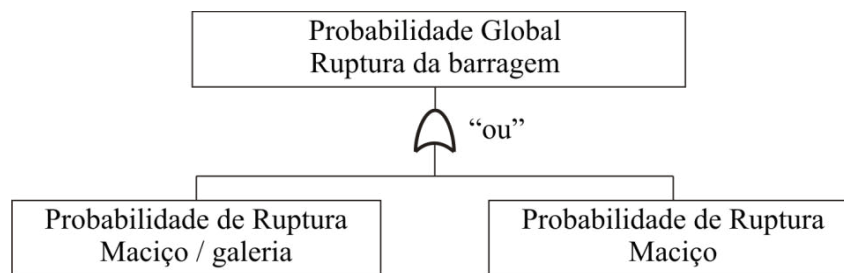 Probabilidade Global
Ruptura da barragem
“ou”
Probabilidade de Ruptura
Maciço / galeria
Probabilidade de Ruptura
Maciço